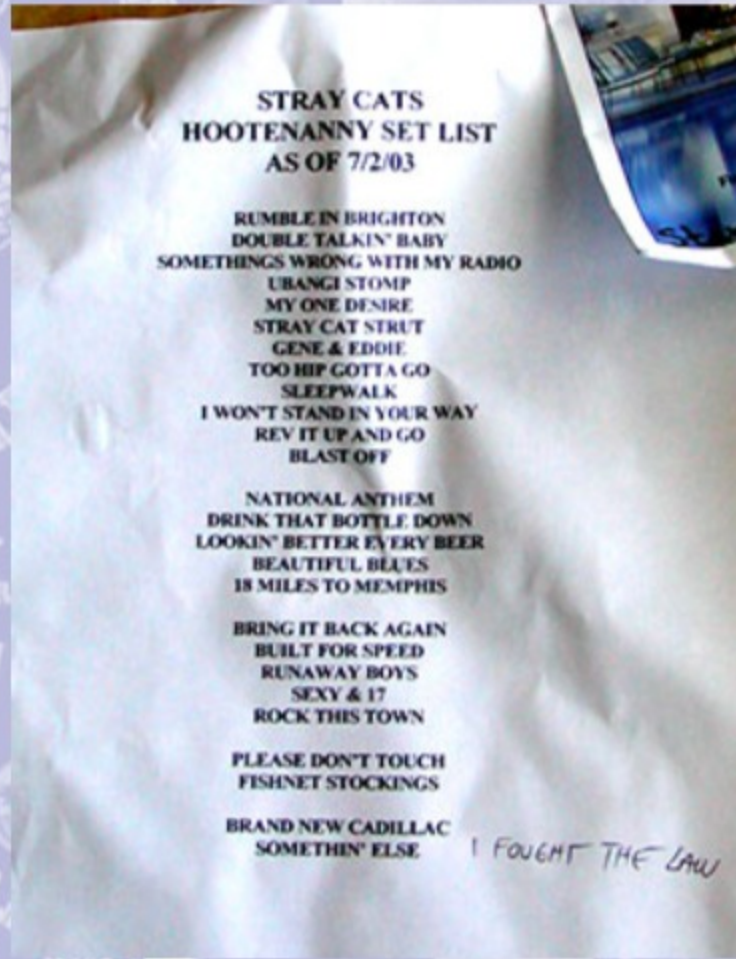 STRAY CATS
HOOTENANNY SET LIST
AS OF 7/2/03
RUMBLE IN BRIGHTON
DOUBLE TALKIN' BABY
SOMETHINGS WRONG WITH MY RADIO
UBANGI STOMP
MY ONE DESIRE
STRAY CAT STRUT
GENE & EDDIE
TOO HIP GOTTA GO
SLEEPWALK
I WON'T STAND IN YOUR WAY
REV IT UP AND GO
BLAST OFF
NATIONAL ANTHEM
DRINK THAT BOTTLE DOWN
LOOKIN' BETTER EVERY BEER
BEAUTIFUL BLUES
18 MILES TO MEMPHIS
BRING IT BACK AGAIN
BUILT FOR SPEED
RUNAWAY BOYS
SEXY & 17
ROCK THIS TOWN
PLEASE DON'T TOUCH
FISHNET STOCKINGS
BRAND NEW CADILLAC
SOMETHIN' ELSE I FOUGHT THE LAW